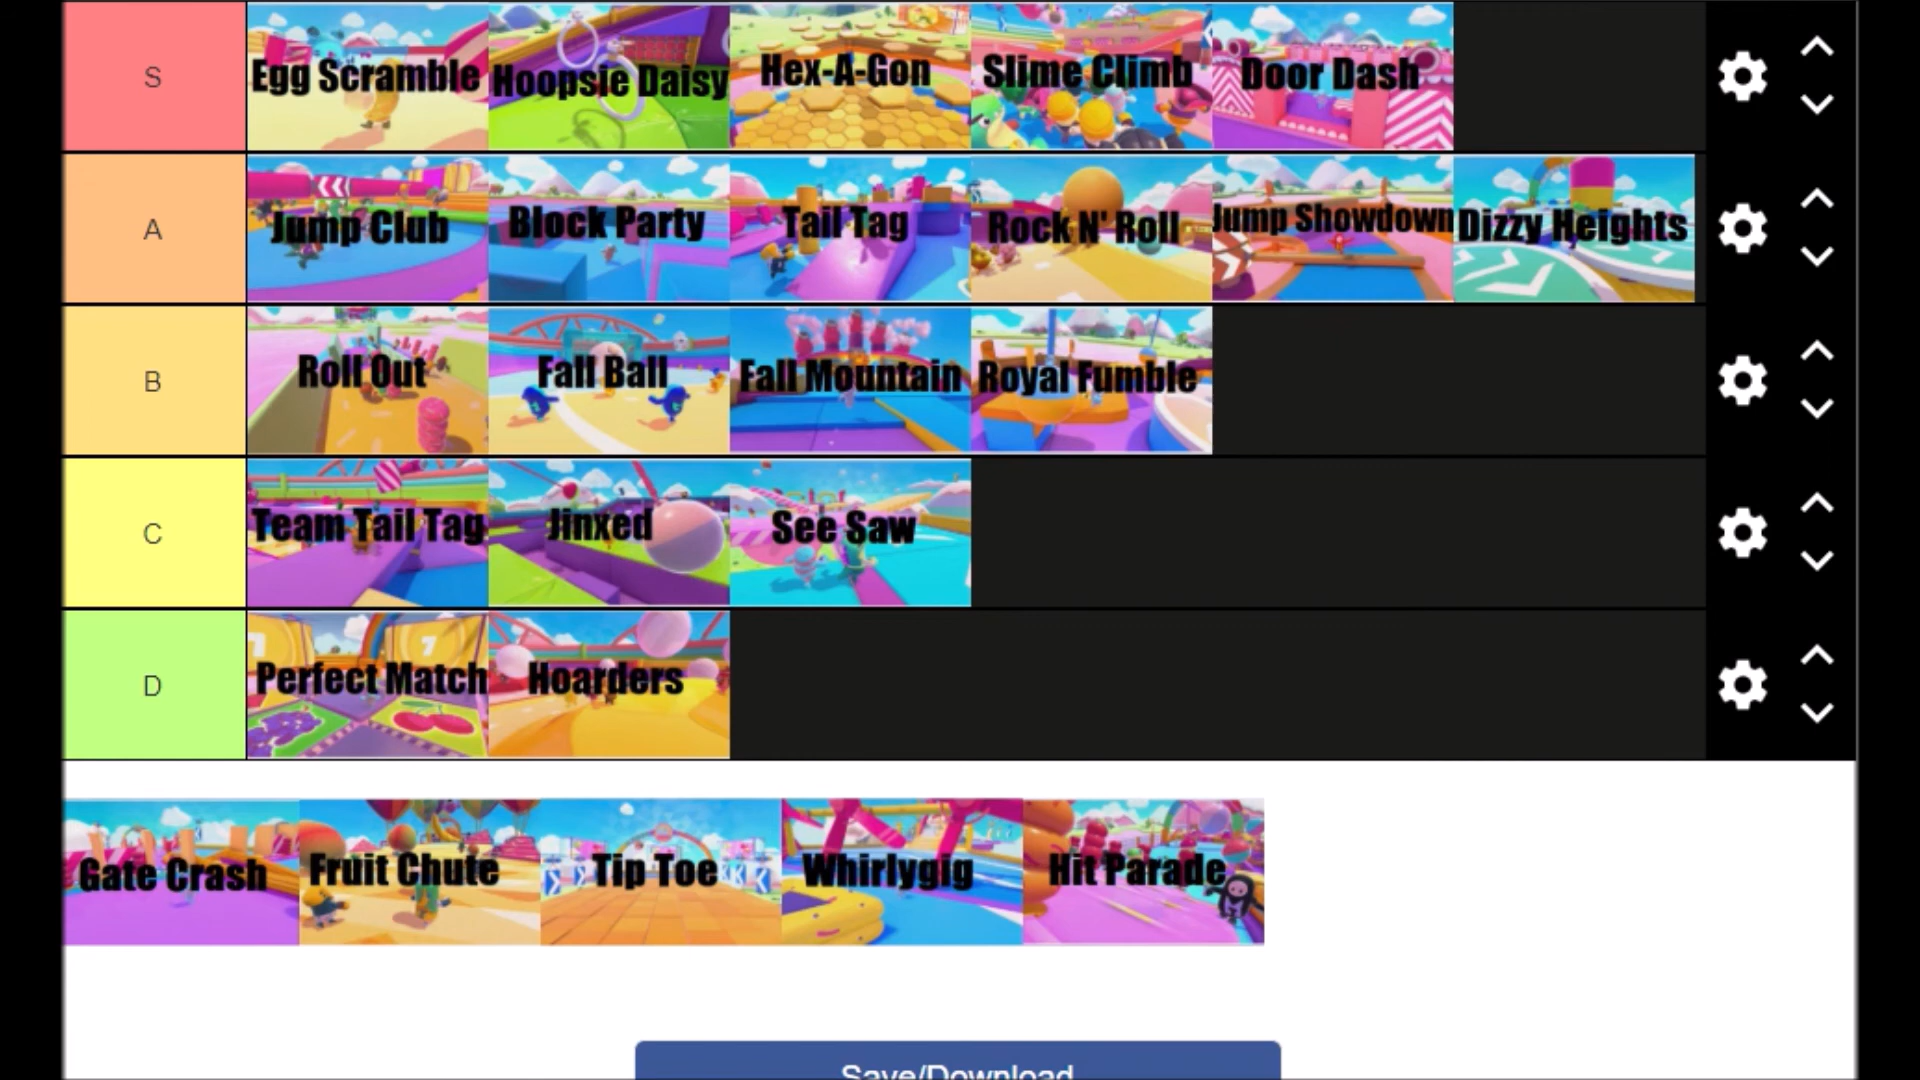 S
Egg Scramble
Hoopsie Daisy
Hex-A-Gon
Slime Climb
Door Dash
A
Jump Club
Block Party
Tail Tag
Rock N' Roll
Jump Showdown
Dizzy Heights
B
Roll Out
Fall Ball
Fall Mountain
Royal Fumble
C
Team Tail Tag
Jinxed
See Saw
D
Perfect Match
7
7
Hoarders
Gate Crash
Fruit Chute
Tip Toe
Whirlygig
Hit Parade
Save/Download